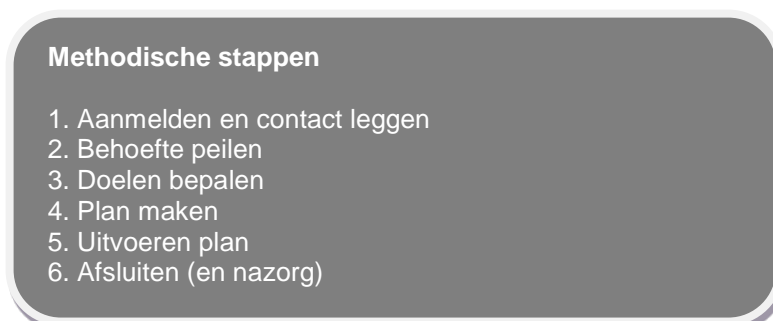 Methodische stappen
1. Aanmelden en contact leggen
2. Behoefte peilen
3. Doelen bepalen
4. Plan maken
5. Uitvoeren plan
6. Afsluiten (en nazorg)